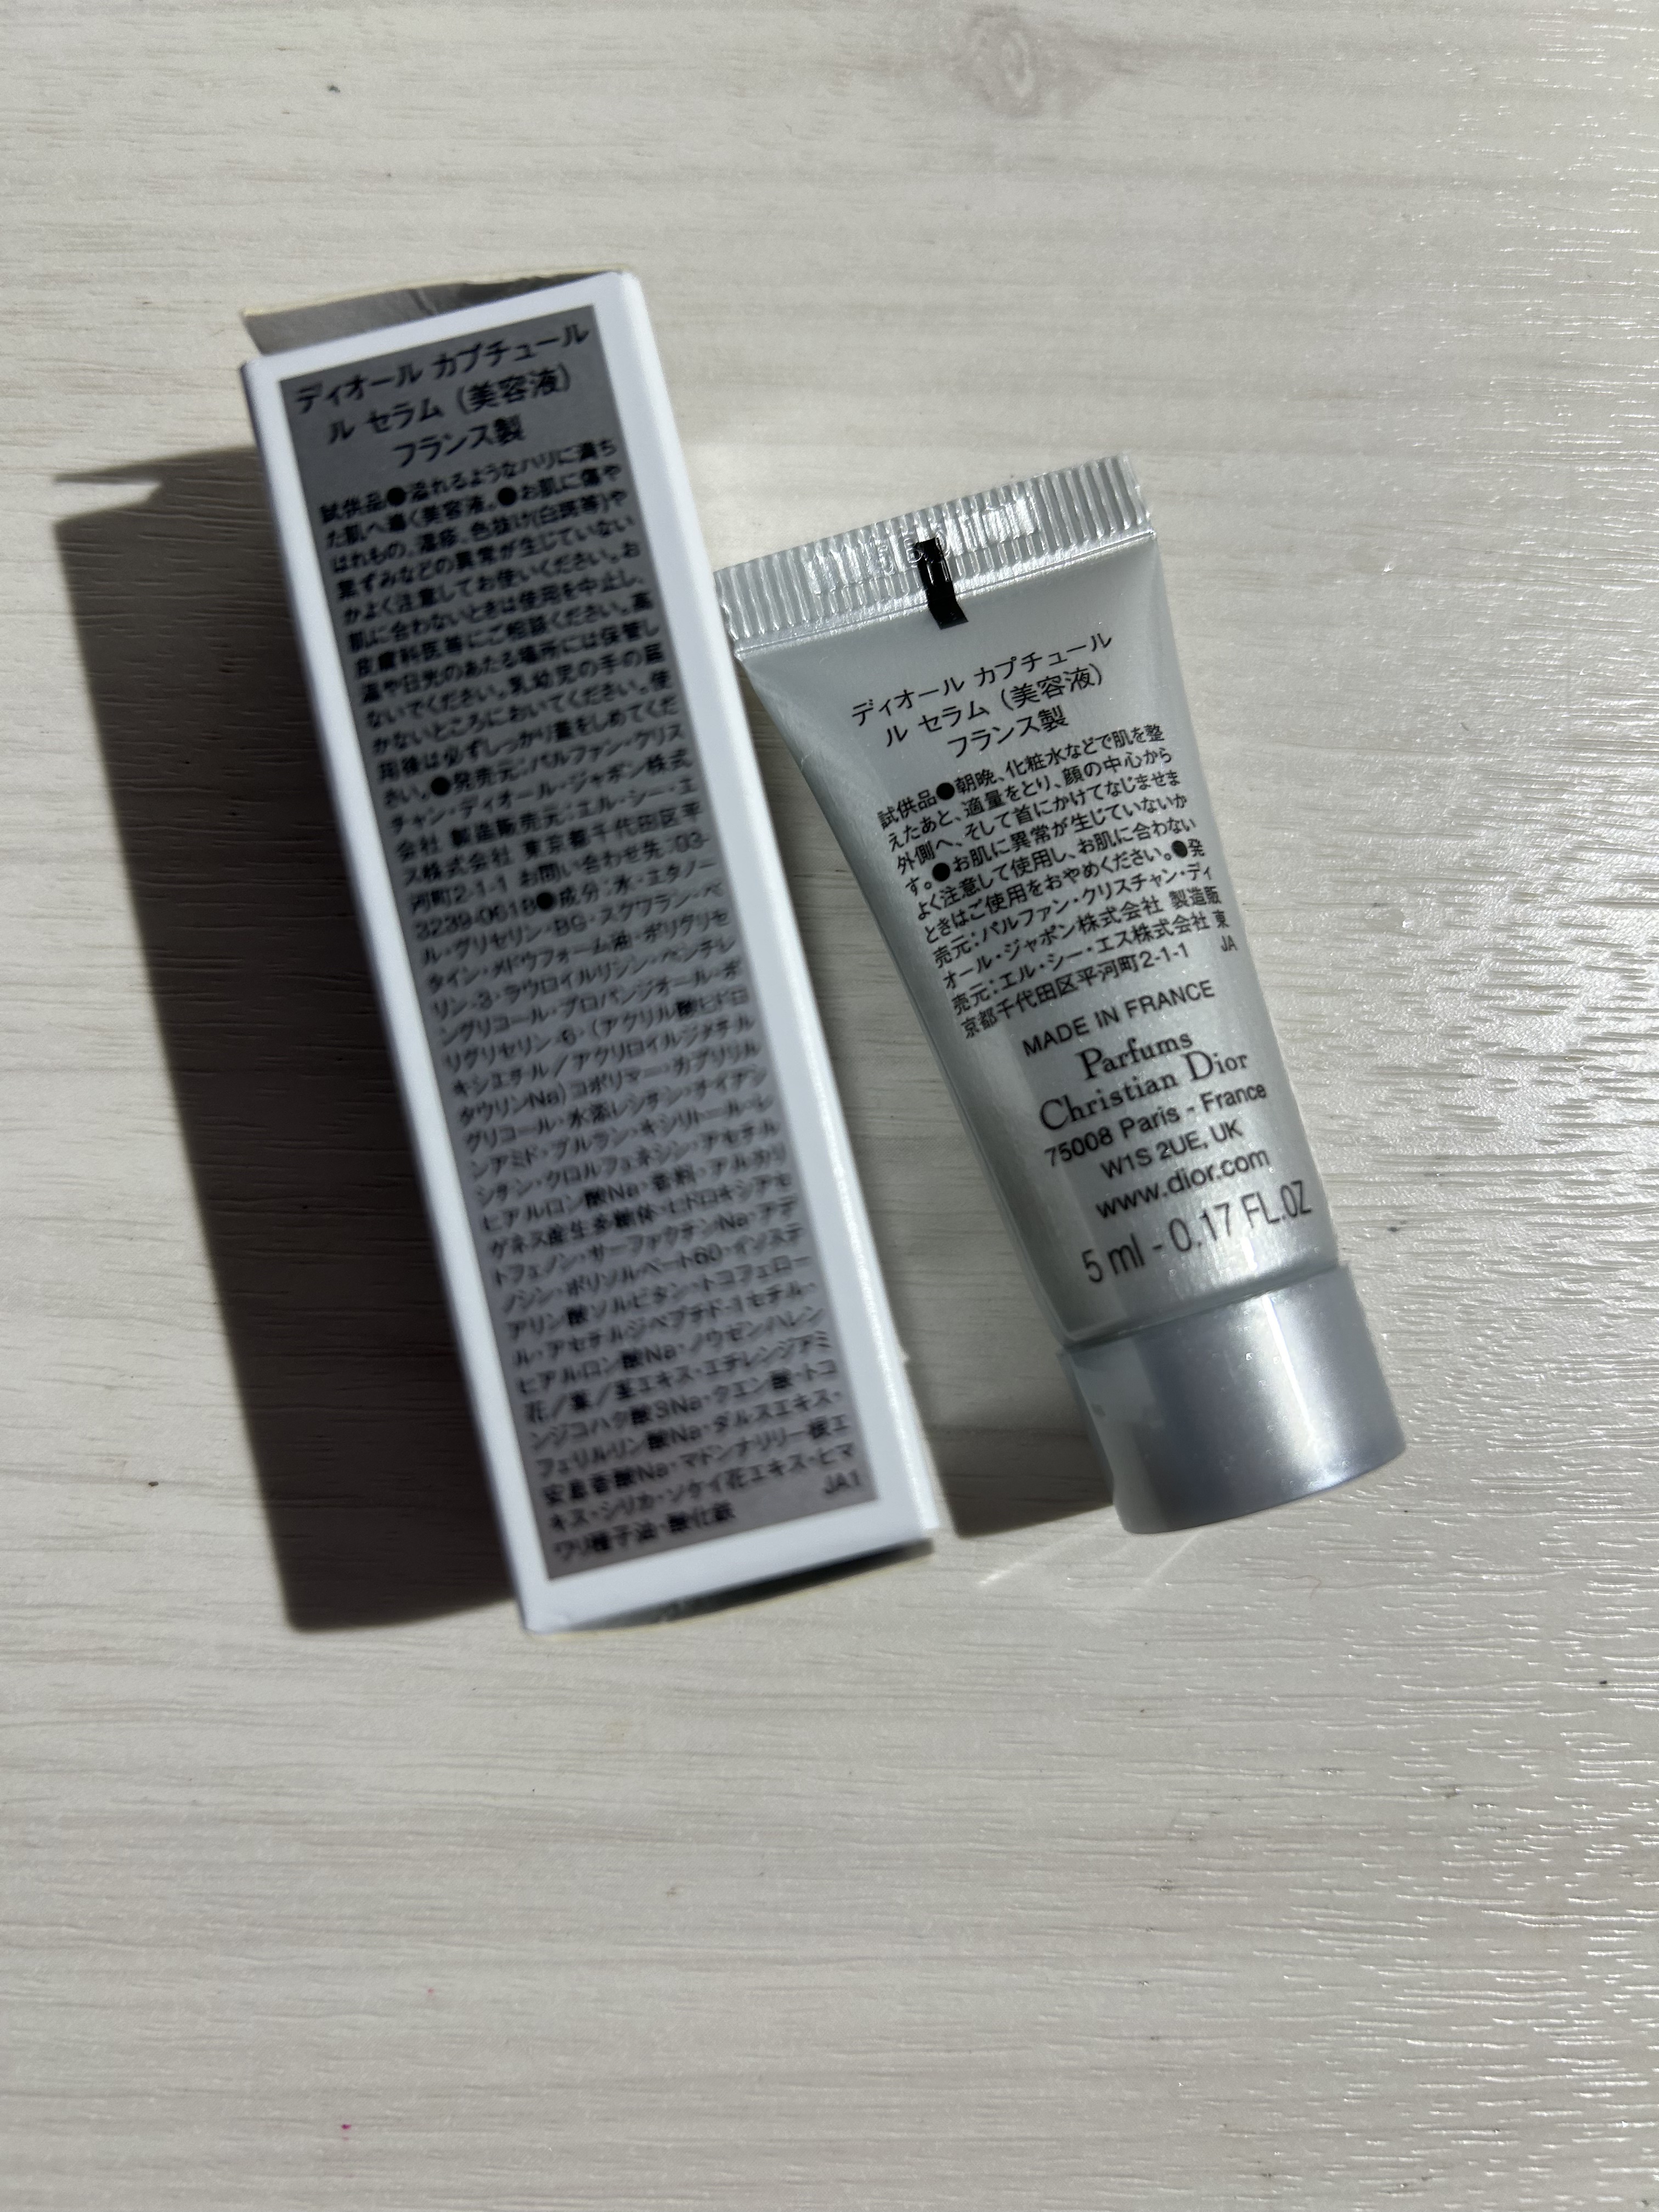 ディオール カプチュール
ル セラム (美容液)
フランス製
試供品●溢れるようなハリに満ち
た肌へ導く美容液。●お肌に傷や
はれもの、湿疹、色抜け(白斑等)や
黒ずみなどの異常が生じていない
かよく注意してお使いください。お
肌に合わないときは使用を中止し、
皮膚科医等にご相談ください。高
温や日光のあたる場所には保管し
ないでください。乳幼児の手の届
かないところにおいてください。使
用後は必ずしっかり蓋をしめてくだ
さい。●発売元:パルファン・クリス
チャン・ディオール・ジャポン株式
会社 製造販売元:エル・シー・エ
ス株式会社 東京都千代田区平
河町2-1-1 お問い合わせ先:03-
3239-0618●成分:水・エタノー
ル・グリセリン・BG・スクワラン・ベ
タイン・メドウフォーム油・ポリグリセ
リン-3・ラウロイルリシン・ペンチレ
ングリコール・プロパンジオール・ポ
リグリセリン-6・(アクリル酸ヒドロ
キシエチル/アクリロイルジメチル
タウリンNa)コポリマー・カプリリル
グリコール・水添レシチン・ナイアシ
ンアミド・プルラン・キシリトール・レ
シチン・クロルフェネシン・アセチル
ヒアルロン酸Na・香料・アルカリ
ゲネス産生多糖体・ヒドロキシアセ
トフェノン・サーファクチンNa・アデ
ノシン・ポリソルベート60・イソステ
アリン酸ソルビタン・トコフェロー
ル・アセチルジペプチド-1セチル・
ヒアルロン酸Na・ノウゼンハレン
花/葉/茎エキス・エチレンジアミ
ンジコハク酸3Na・クエン酸・トコ
フェリルリン酸Na・ダルスエキス・
安息香酸Na・マドンナリリー根エ
キス・シリカ・ソケイ花エキス・ヒマ
ワリ種子油・酸化鉄
JA1
ディオール カプチュール
ル セラム (美容液)
フランス製
試供品●朝晩、化粧水などで肌を整
えたあと、適量をとり、顔の中心から
外側へ、そして首にかけてなじませま
す。●お肌に異常が生じていないか
よく注意して使用し、お肌に合わない
ときはご使用をおやめください。●発
売元:パルファン・クリスチャン・ディ
オール・ジャポン株式会社 製造販
売元:エル・シー・エス株式会社 東
京都千代田区平河町2-1-1 JA
MADE IN FRANCE
Parfums
Christian Dior
75008 Paris - France
W1S 2UE, UK
www.dior.com
5 ml - 0.17 FL.OZ